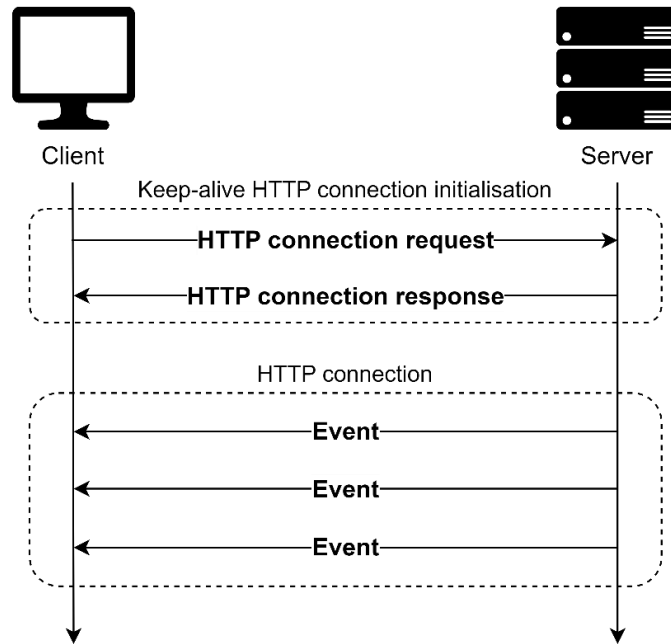 Client
Server
Keep-alive HTTP connection initialisation
HTTP connection request
HTTP connection response
HTTP connection
Event
Event
Event